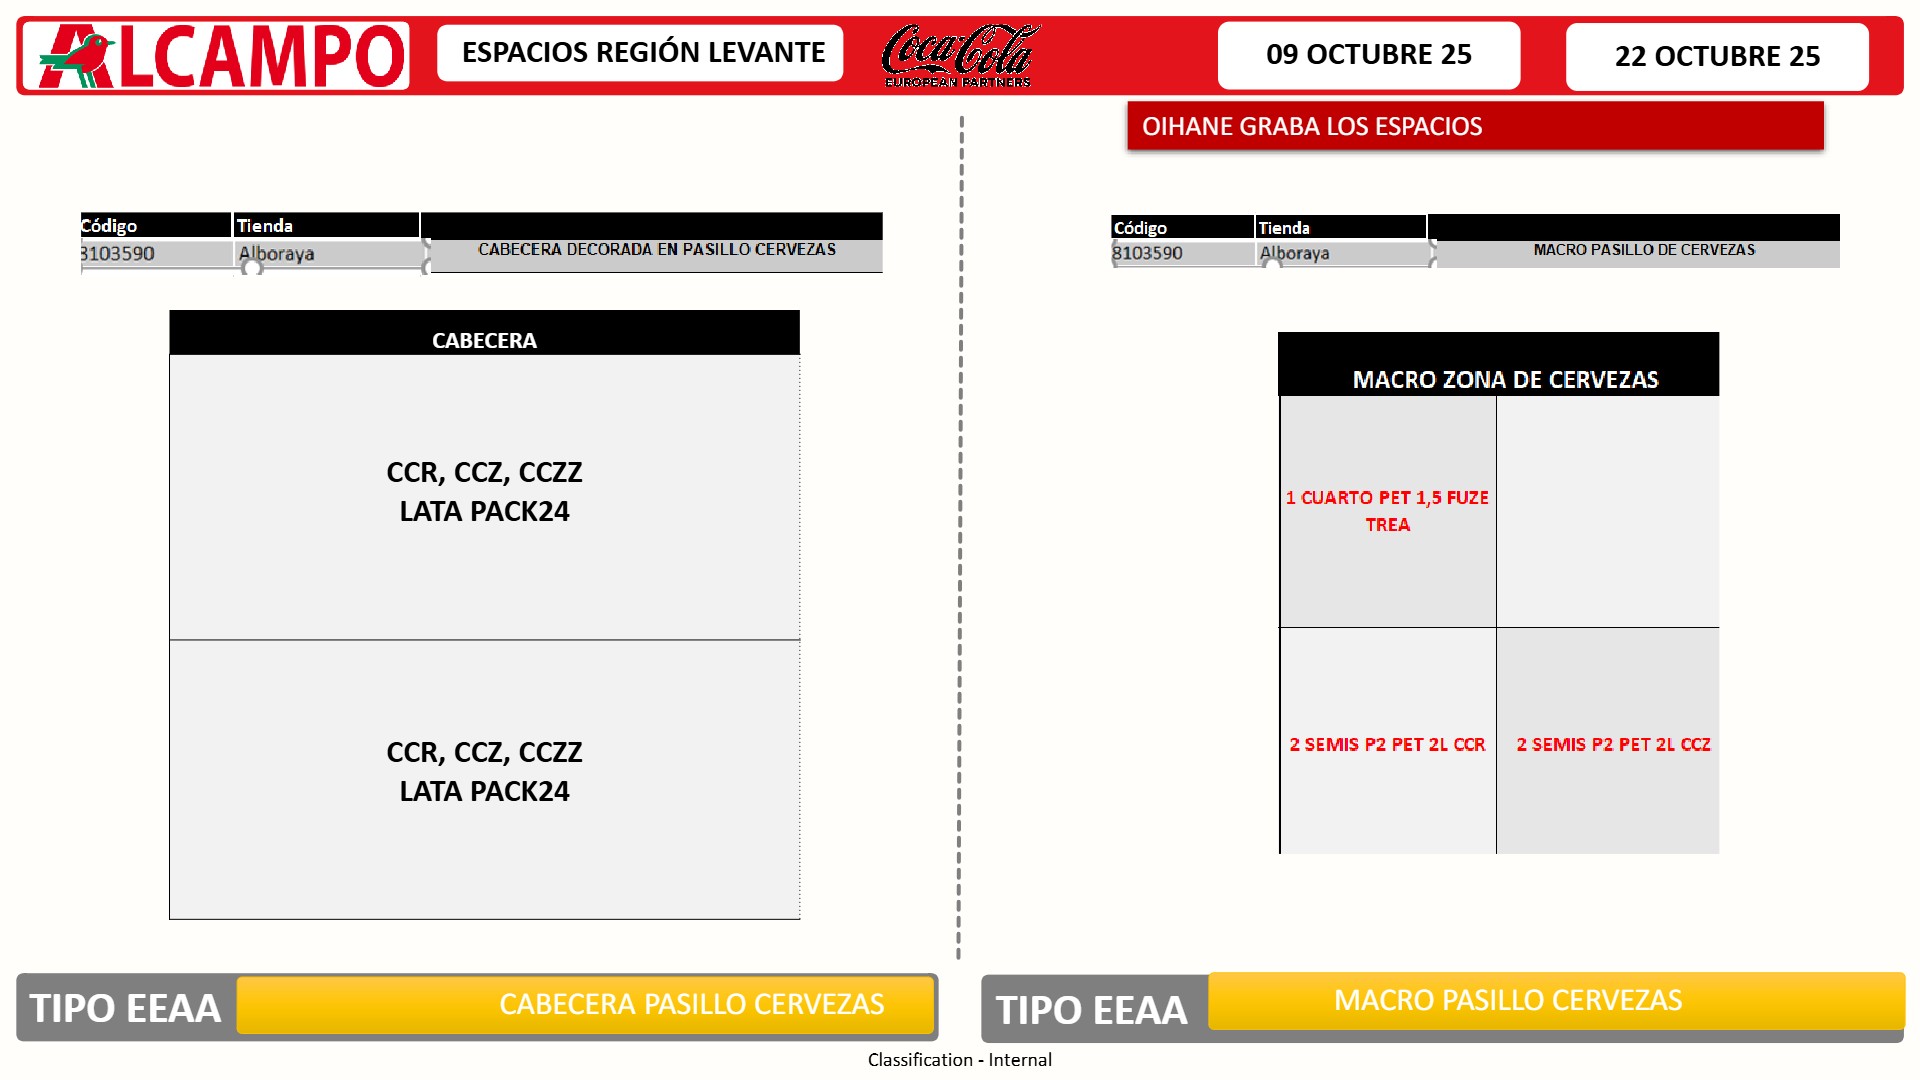 ALCAMPO
ESPACIOS REGIÓN LEVANTE
Coca-Cola
EUROPEAN PARTNERS
09 OCTUBRE 25
22 OCTUBRE 25
OIHANE GRABA LOS ESPACIOS
Código Tienda
8103590 Alboraya CABECERA DECORADA EN PASILLO CERVEZAS
CABECERA
CCR, CCZ, CCZZ
LATA PACK24
CCR, CCZ, CCZZ
LATA PACK24
TIPO EEAA CABECERA PASILLO CERVEZAS
Código Tienda
8103590 Alboraya MACRO PASILLO DE CERVEZAS
MACRO ZONA DE CERVEZAS
1 CUARTO PET 1,5 FUZE
TREA
2 SEMIS P2 PET 2L CCR 2 SEMIS P2 PET 2L CCZ
TIPO EEAA MACRO PASILLO CERVEZAS
Classification - Internal